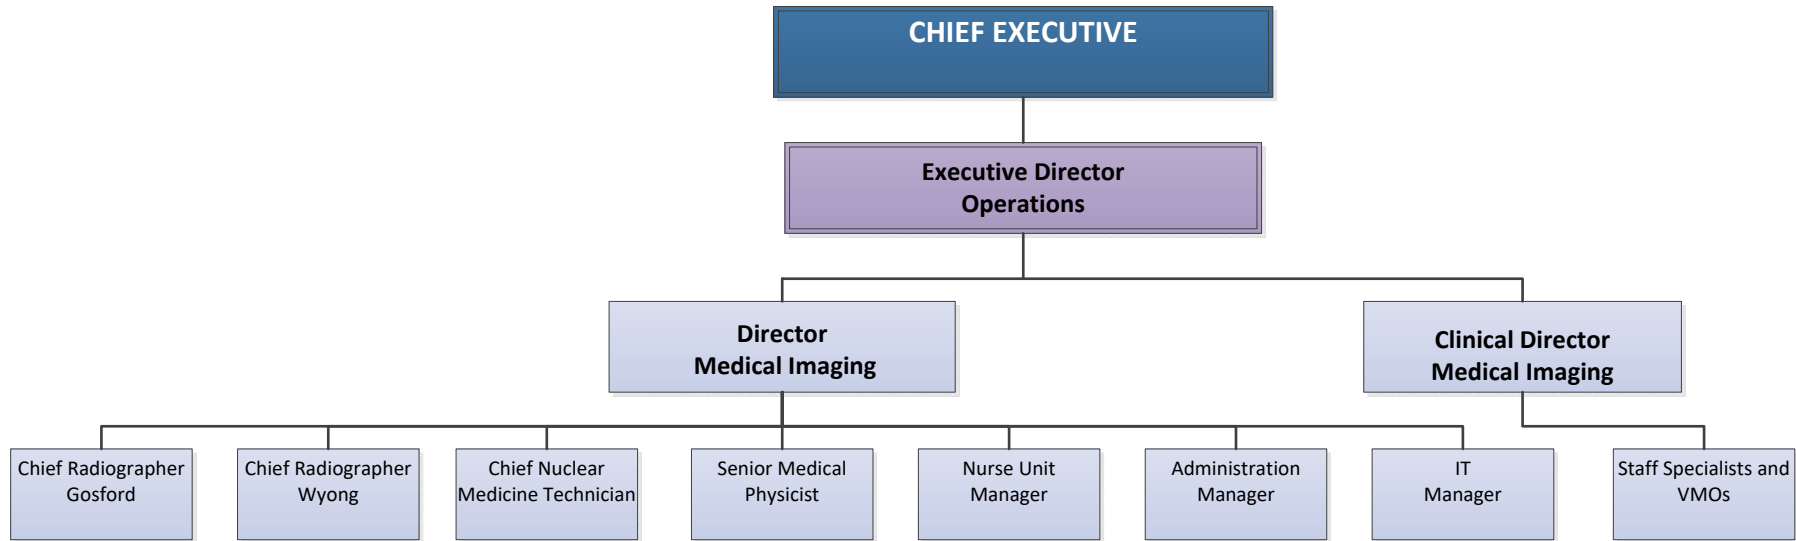 CHIEF EXECUTIVE
Executive Director
Operations
Director
Medical Imaging
Clinical Director
Medical Imaging
Chief Radiographer
Gosford
Chief Radiographer
Wyong
Chief Nuclear
Medicine Technician
Senior Medical
Physicist
Nurse Unit
Manager
Administration
Manager
IT
Manager
Staff Specialists and
VMOs